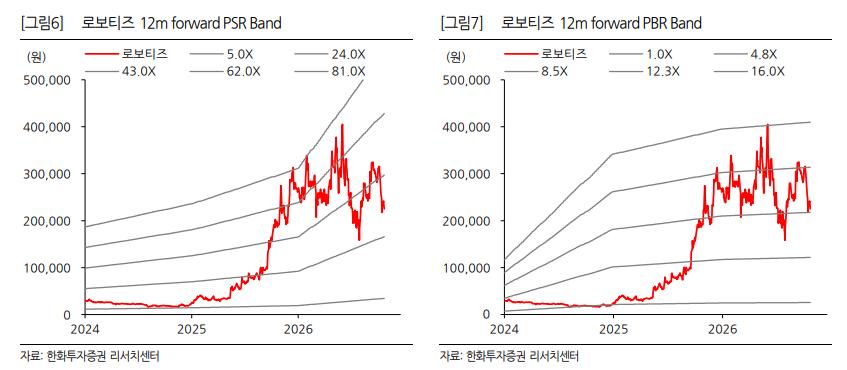 [그림6] 로보티즈 12m forward PSR Band
(원)
로보티즈 5.0X 24.0X
43.0X 62.0X 81.0X
500,000
400,000
300,000
200,000
100,000
0
2024 2025 2026
자료: 한화투자증권 리서치센터
[그림7] 로보티즈 12m forward PBR Band
(원)
로보티즈 1.0X 4.8X
8.5X 12.3X 16.0X
500,000
400,000
300,000
200,000
100,000
0
2024 2025 2026
자료: 한화투자증권 리서치센터